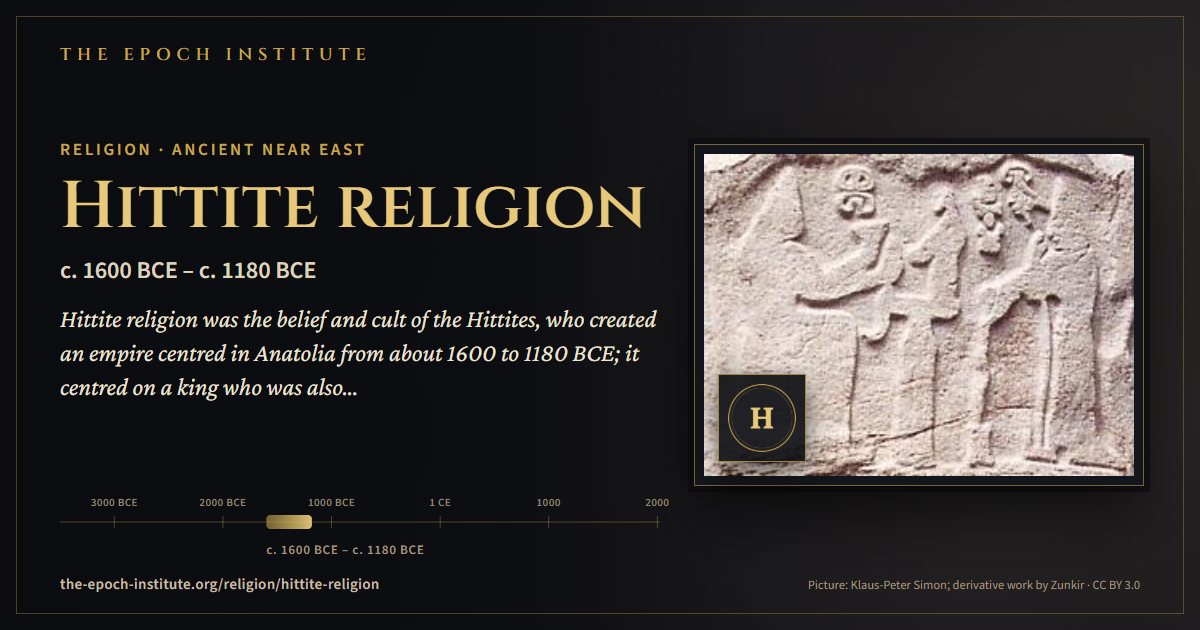 THE EPOCH INSTITUTE
RELIGION · ANCIENT NEAR EAST
Hittite religion
c. 1600 BCE – c. 1180 BCE
Hittite religion was the belief and cult of the Hittites, who created
an empire centred in Anatolia from about 1600 to 1180 BCE; it
centred on a king who was also...
H
3000 BCE 2000 BCE 1000 BCE 1 CE 1000 2000
c. 1600 BCE – c. 1180 BCE
the-epoch-institute.org/religion/hittite-religion
Picture: Klaus-Peter Simon; derivative work by Zunkir · CC BY 3.0